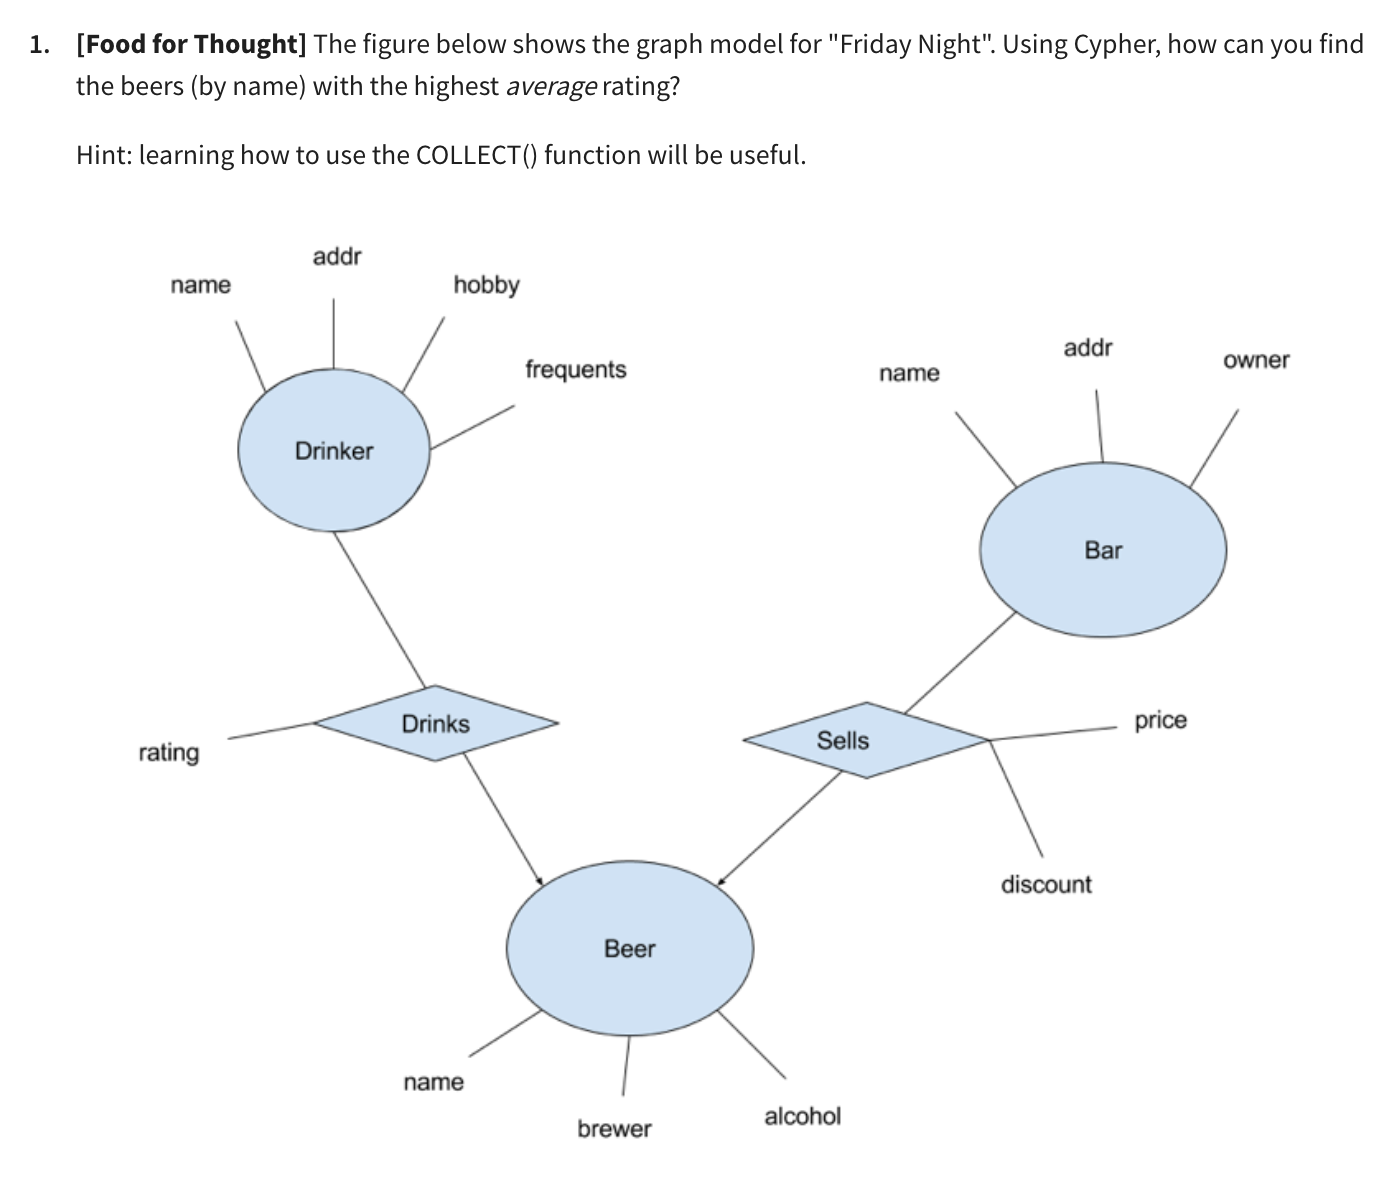 1. [Food for Thought] The figure below shows the graph model for "Friday Night". Using Cypher, how can you find
the beers (by name) with the highest average rating?
Hint: learning how to use the COLLECT() function will be useful.
addr
name
hobby
frequents
Drinker
addr
name
owner
Bar
Drinks
rating
Sells
price
discount
Beer
name
brewer
alcohol